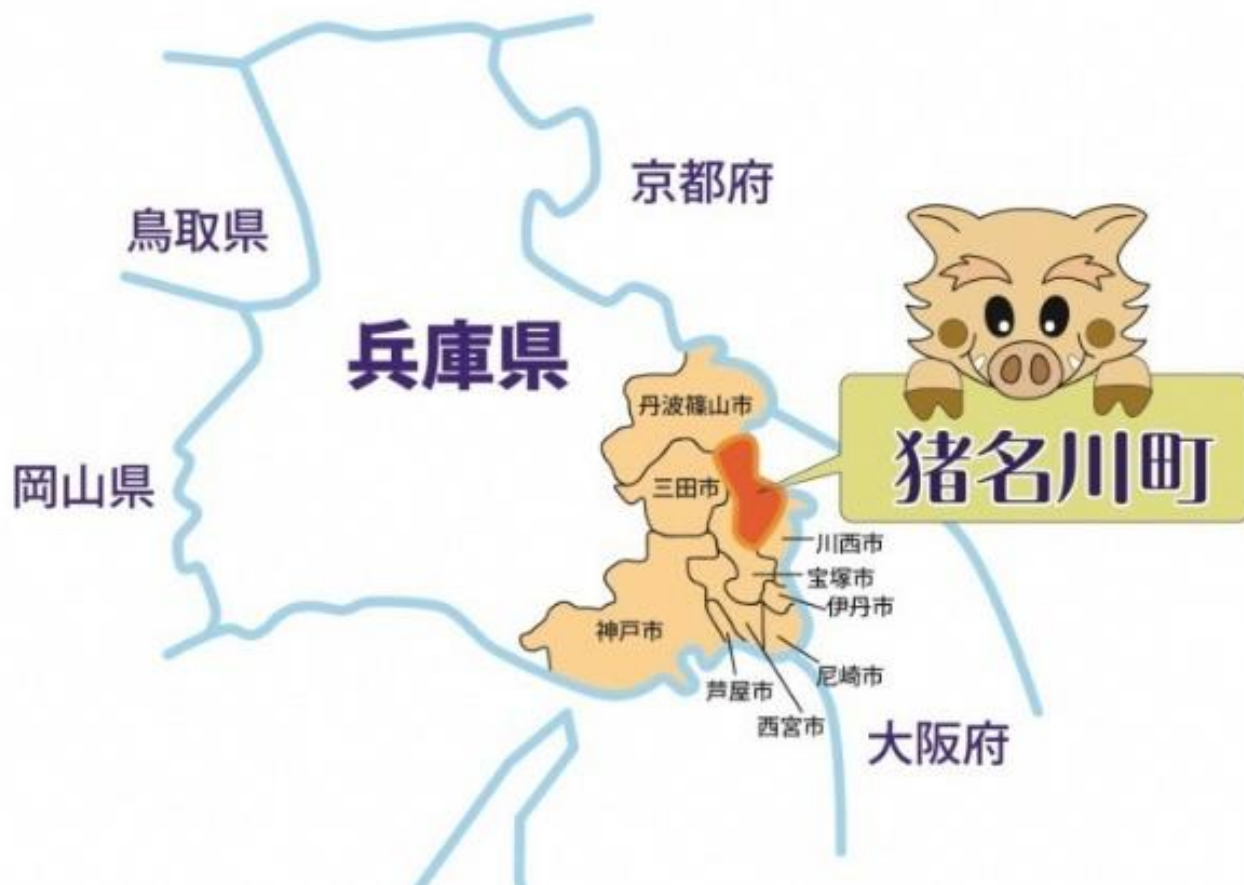 京都府
鳥取県
兵庫県
丹波篠山市
猪名川町
岡山県
三田市
川西市
宝塚市
伊丹市
神戸市
尼崎市
芦屋市
西宮市
大阪府